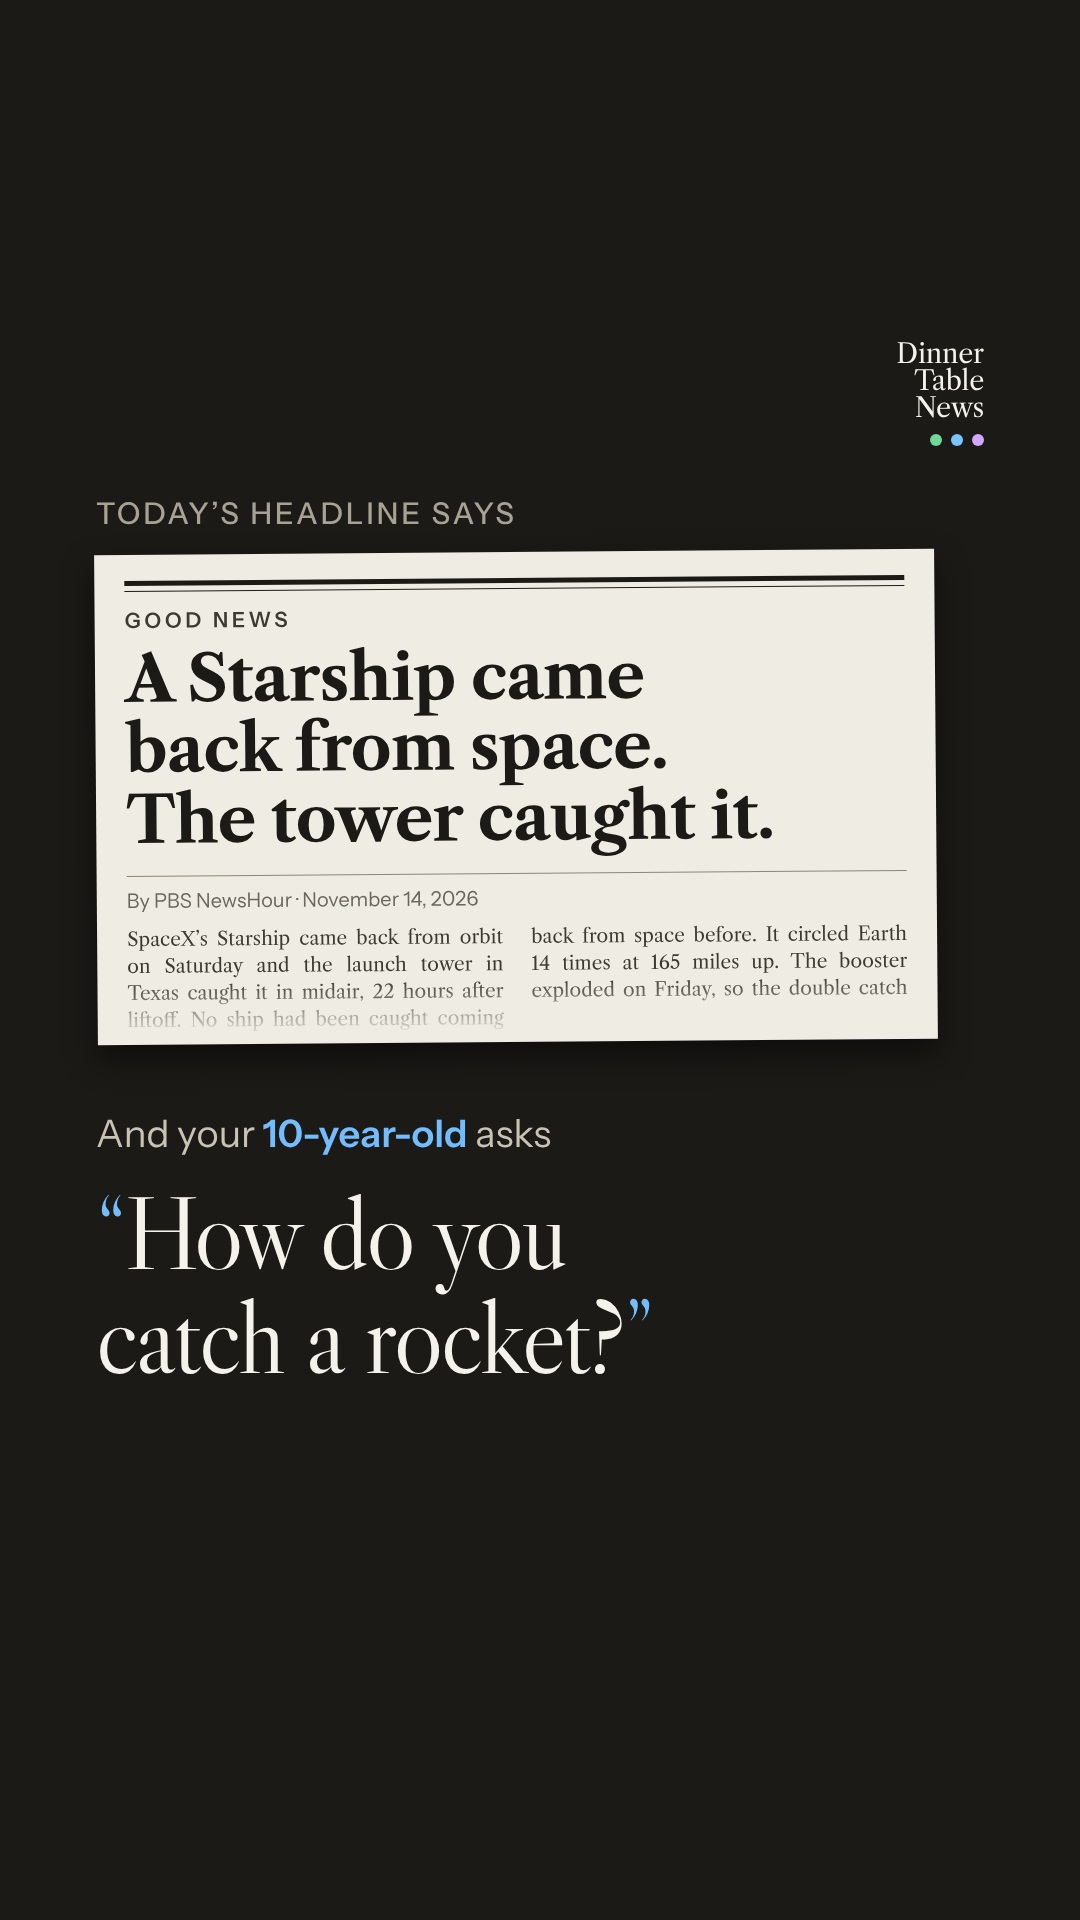 Dinner
Table
News
TODAY’S HEADLINE SAYS
GOOD NEWS
A Starship came
back from space.
The tower caught it.
By PBS NewsHour · November 14, 2026
SpaceX’s Starship came back from orbit
on Saturday and the launch tower in
Texas caught it in midair, 22 hours after
liftoff. No ship had been caught coming
back from space before. It circled Earth
14 times at 165 miles up. The booster
exploded on Friday, so the double catch
And your 10-year-old asks
“How do you
catch a rocket?”